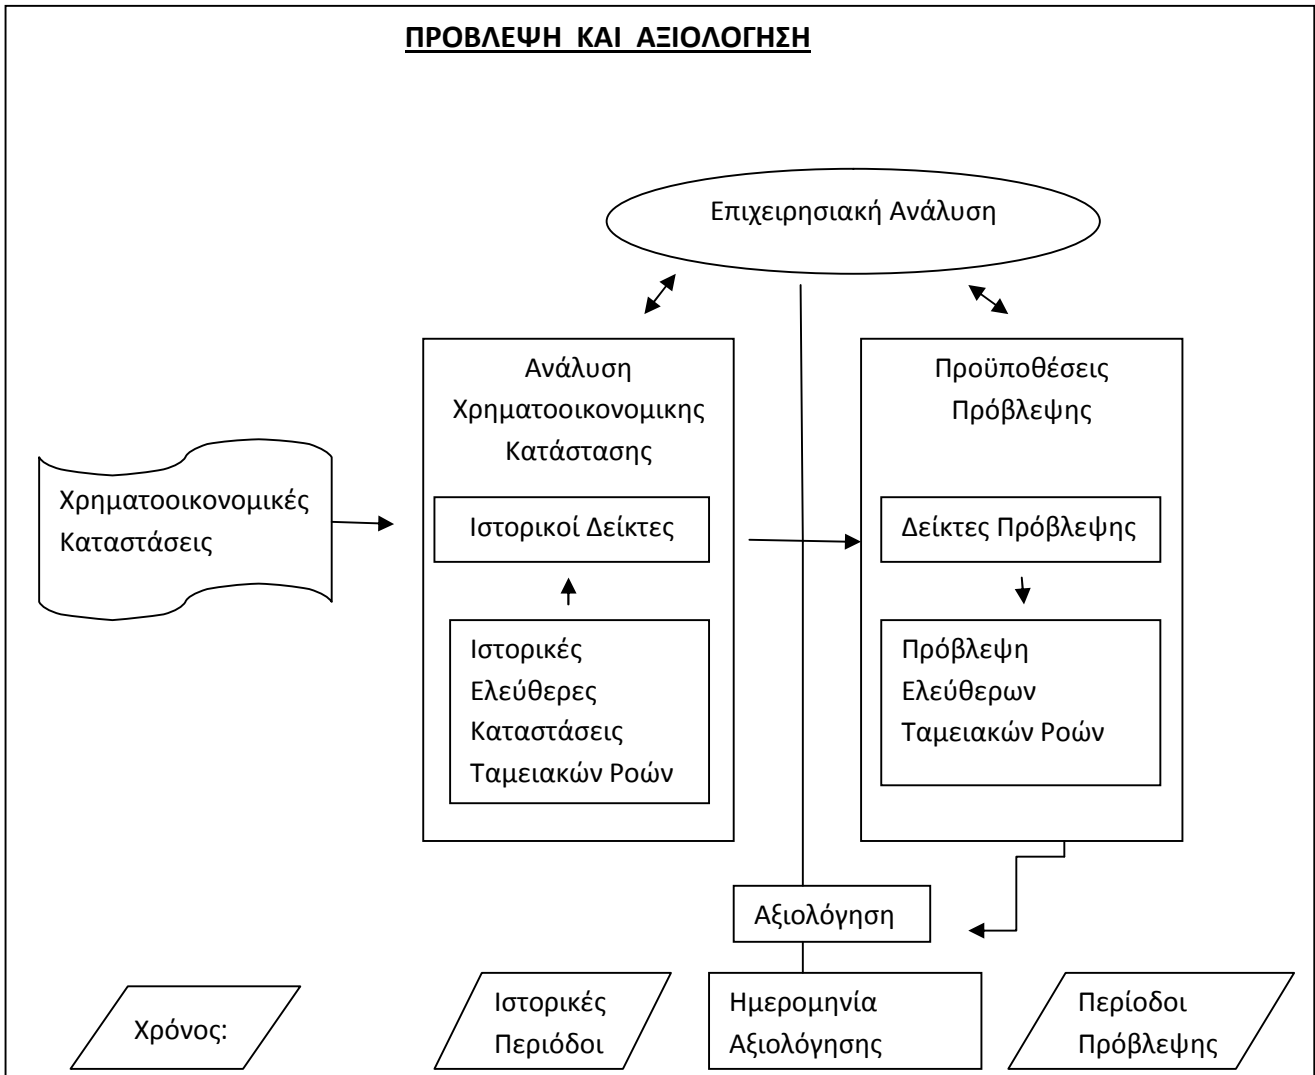 ΠΡΟΒΛΕΨΗ ΚΑΙ ΑΞΙΟΛΟΓΗΣΗ
Επιχειρησιακή Ανάλυση
Ανάλυση
Χρηματοοικονομικης
Κατάστασης
Προϋποθέσεις
Πρόβλεψης
Χρηματοοικονομικές
Καταστάσεις
Ιστορικοί Δείκτες
Δείκτες Πρόβλεψης
Ιστορικές
Ελεύθερες
Καταστάσεις
Ταμειακών Ροών
Πρόβλεψη
Ελεύθερων
Ταμειακών Ροών
Αξιολόγηση
Χρόνος:
Ιστορικές
Περιόδοι
Ημερομηνία
Αξιολόγησης
Περίοδοι
Πρόβλεψης